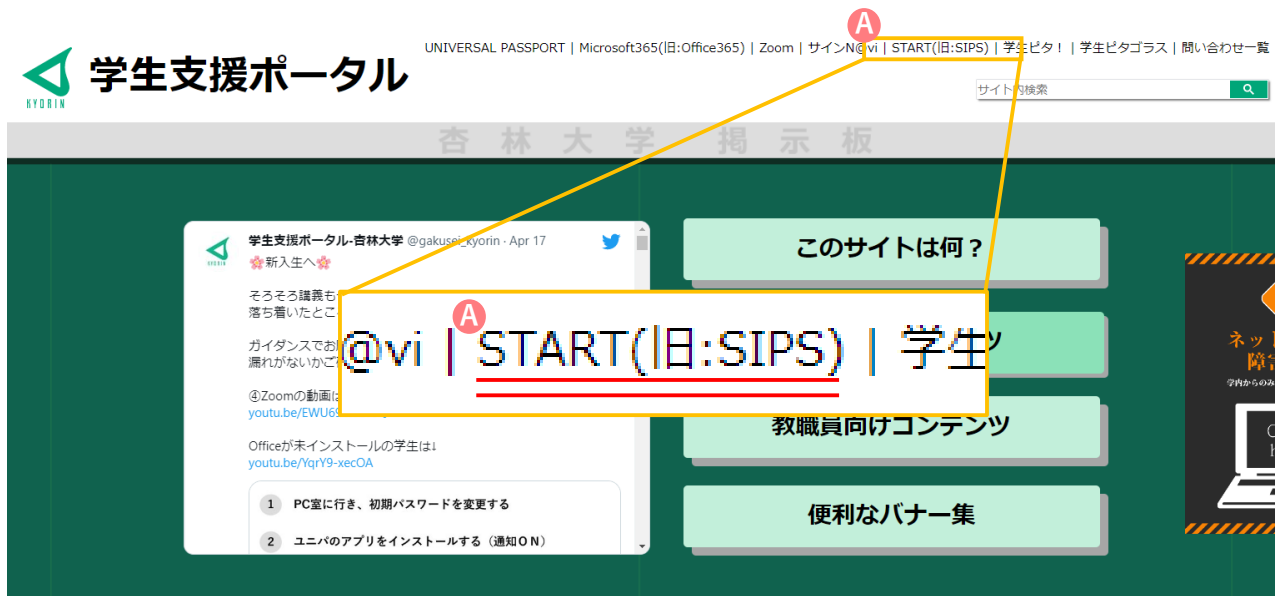 A
UNIVERSAL PASSPORT | Microsoft365(旧:Office365) | Zoom | サインN@vi | START(旧:SIPS) | 学生ピタ! | 学生ピタゴラス | 問い合わせ一覧
KYORIN
学生支援ポータル
サイト内検索
杏林大学 掲示板
学生支援ポータル-杏林大学 @gakusei_kyorin · Apr 17
🌸新入生へ🌸
このサイトは何？
そろそろ講義も
落ち着いたとこ
A
@vi | START(旧:SIPS) | 学生
ツ
ガイダンスでお
漏れがないかご
④Zoomの動画は
youtu.be/EWU69
教職員向けコンテンツ
Officeが未インストールの学生は↓
youtu.be/YqrY9-xecOA
1 PC室に行き、初期パスワードを変更する
2 ユニパのアプリをインストールする（通知ＯＮ）
便利なバナー集
ネット
障害
学内からのみ